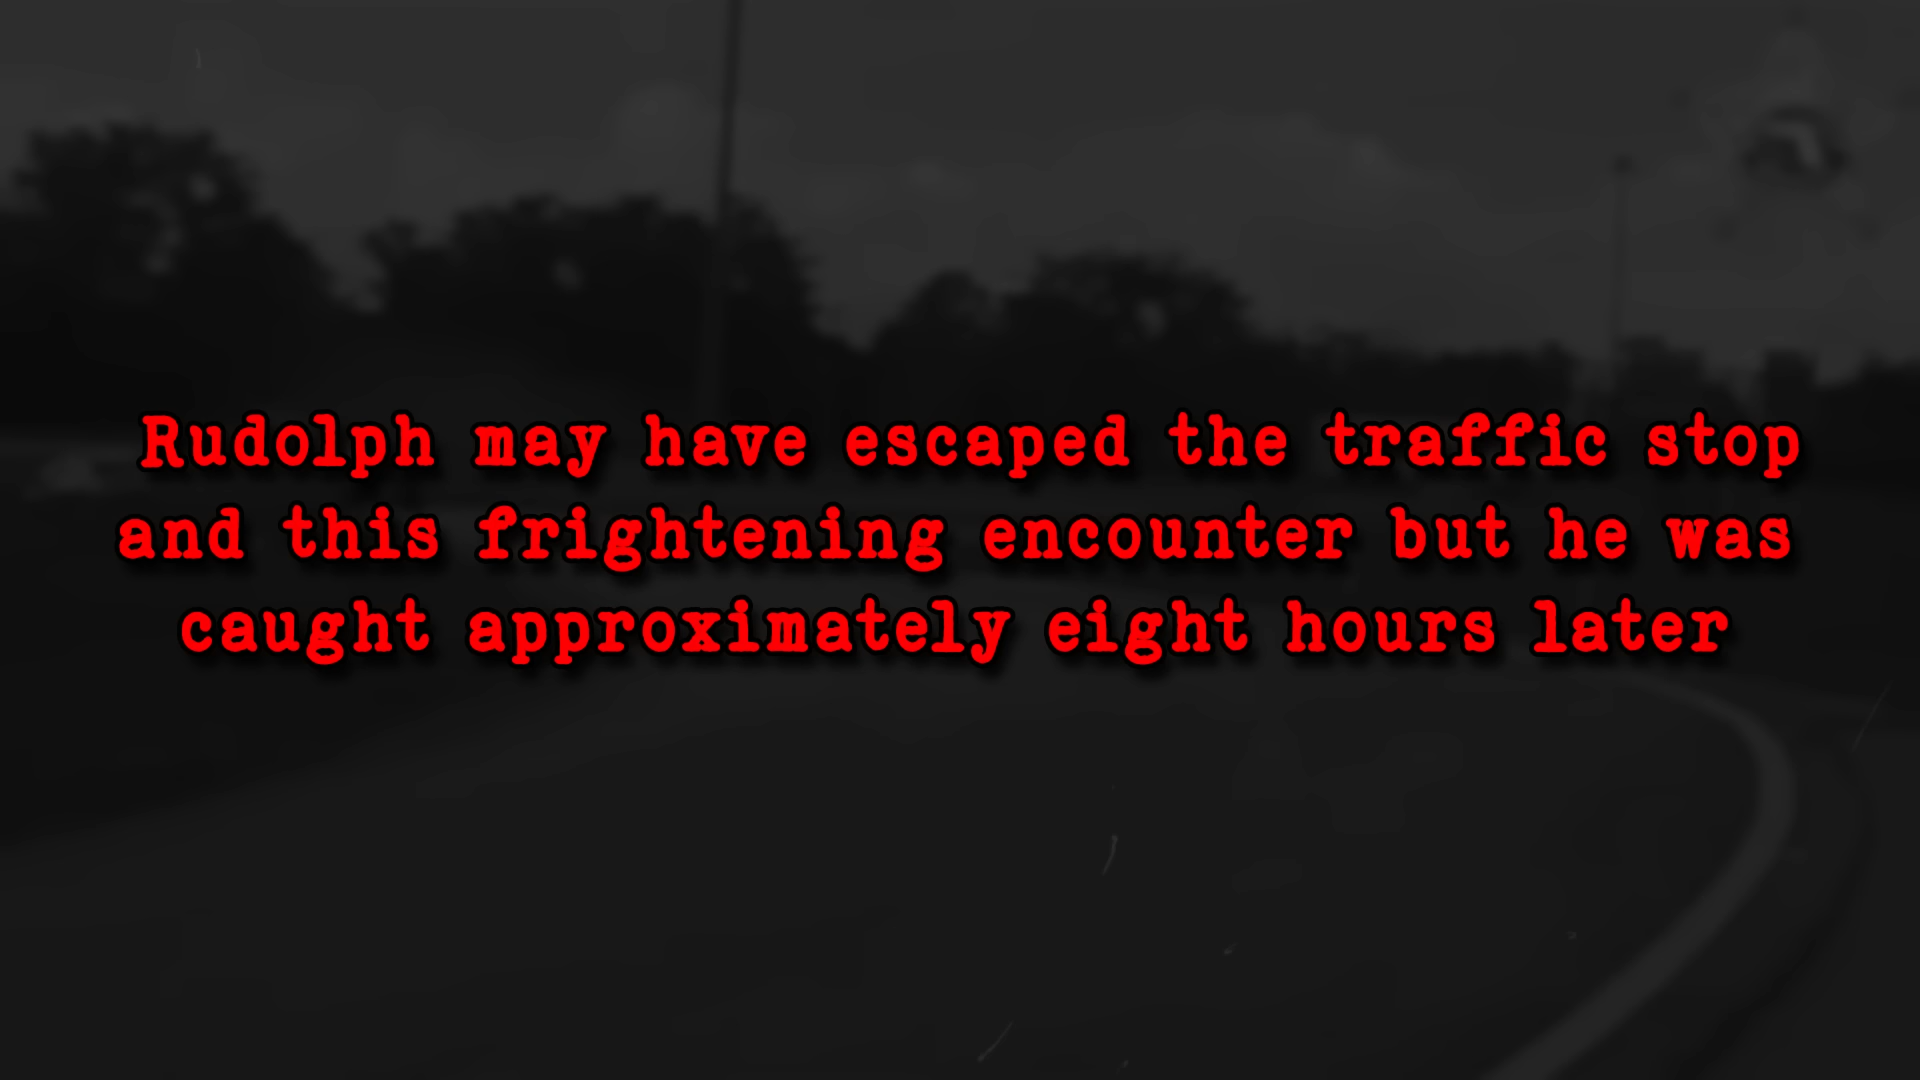 Rudolph may have escaped the traffic stop
and this frightening encounter but he was
caught approximately eight hours later